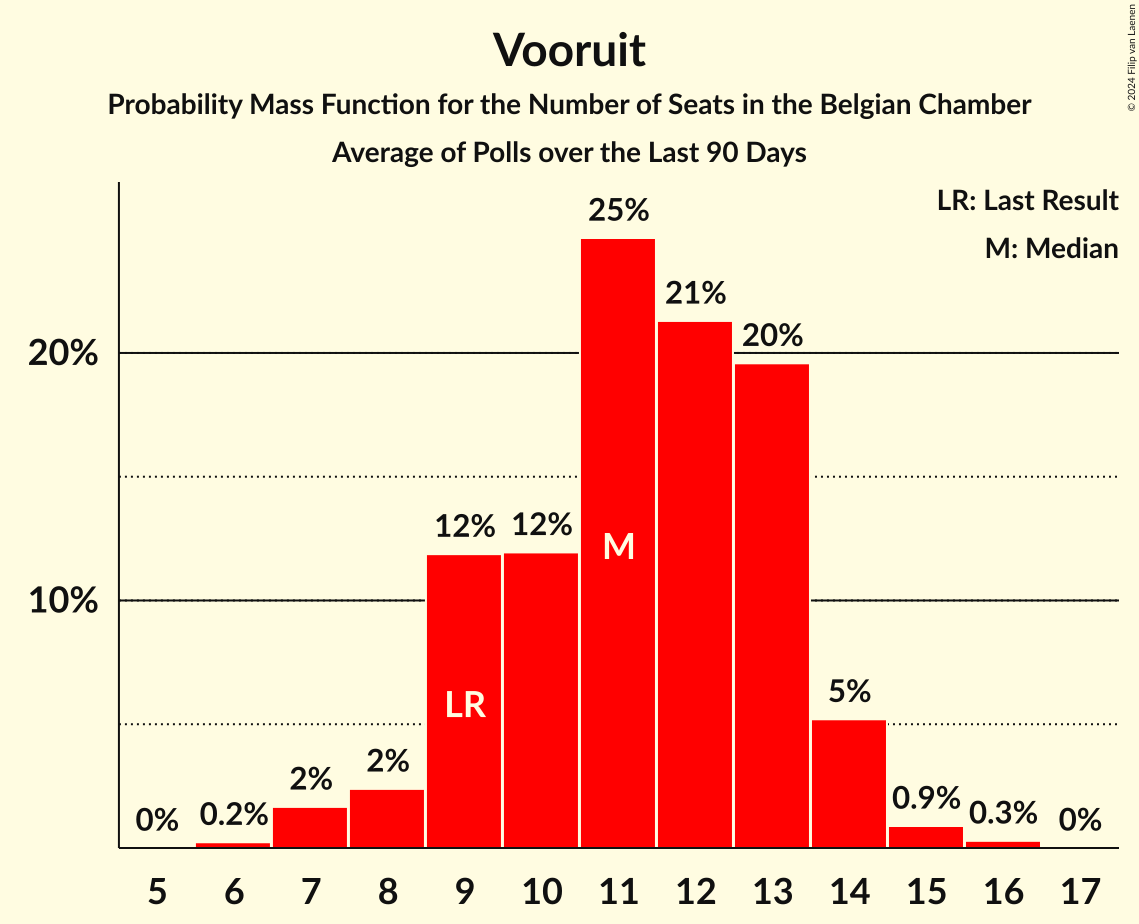 Vooruit
Probability Mass Function for the Number of Seats in the Belgian Chamber
Average of Polls over the Last 90 Days
© 2024 Filip van Laenen
LR: Last Result
M: Median
25%
21%
20%
20%
12% 12%
M
10%
LR
5%
2%
2%
0% 0.2%
0.9% 0.3% 0%
5 6 7 8 9 10 11 12 13 14 15 16 17